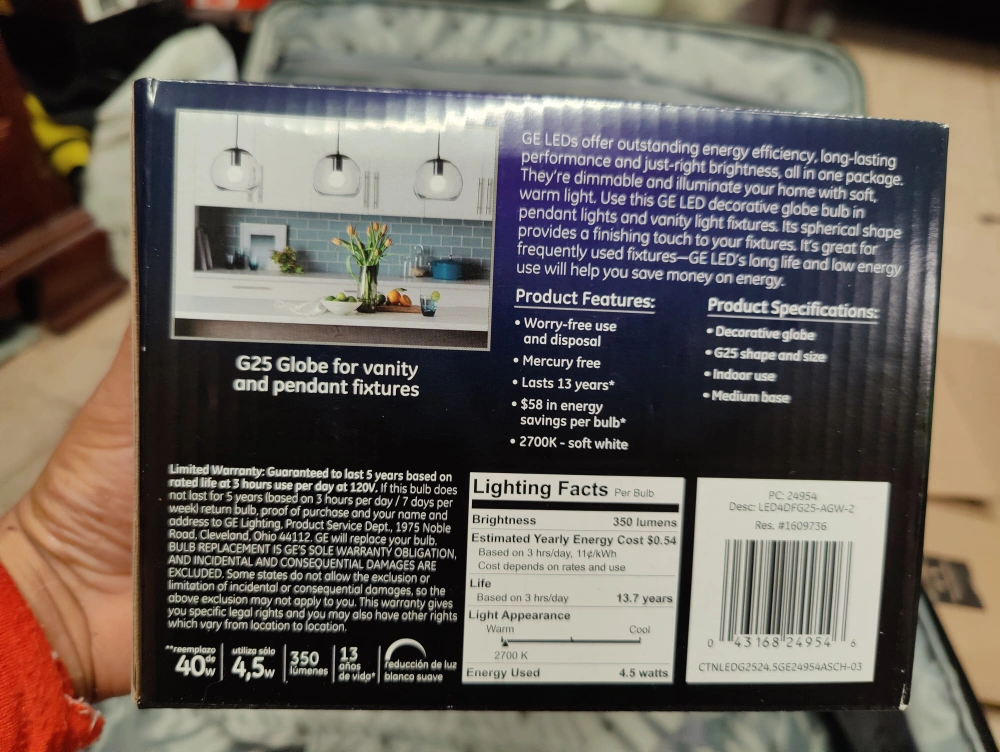 GE LEDs offer outstanding energy efficiency, long-lasting
performance and just-right brightness, all in one package.
They're dimmable and illuminate your home with soft,
warm light. Use this GE LED decorative globe bulb in
pendant lights and vanity light fixtures. Its spherical shape
provides a finishing touch to your fixtures. It's great for
frequently used fixtures—GE LED's long life and low energy
use will help you save money on energy.
G25 Globe for vanity
and pendant fixtures
Product Features:
• Worry-free use
and disposal
• Mercury free
• Lasts 13 years*
• $58 in energy
savings per bulb*
• 2700K - soft white
Product Specifications:
• Decorative globe
• G25 shape and size
• Indoor use
• Medium base
Limited Warranty: Guaranteed to last 5 years based on
rated life at 3 hours use per day at 120V. If this bulb does
not last for 5 years (based on 3 hours per day / 7 days per
week) return bulb, proof of purchase and your name and
address to GE Lighting, Product Service Dept., 1975 Noble
Road, Cleveland, Ohio 44112. GE will replace your bulb.
BULB REPLACEMENT IS GE'S SOLE WARRANTY OBLIGATION,
AND INCIDENTAL AND CONSEQUENTIAL DAMAGES ARE
EXCLUDED. Some states do not allow the exclusion or
limitation of incidental or consequential damages, so the
above exclusion may not apply to you. This warranty gives
you specific legal rights and you may also have other rights
which vary from location to location.
**reemplazo
40 de W
utiliza sólo
4,5W
350
lúmenes
13
años
de vida*
reducción de luz
blanco suave
Lighting Facts Per Bulb
Brightness 350 lumens
Estimated Yearly Energy Cost $0.54
Based on 3 hrs/day, 11¢/kWh
Cost depends on rates and use
Life
Based on 3 hrs/day 13.7 years
Light Appearance
Warm Cool
2700 K
Energy Used 4.5 watts
PC: 24954
Desc: LED4DFG25-AGW-2
Res. #1609736
0 43168 24954 6
CTNLEDG2524.5GE24954ASCH-03